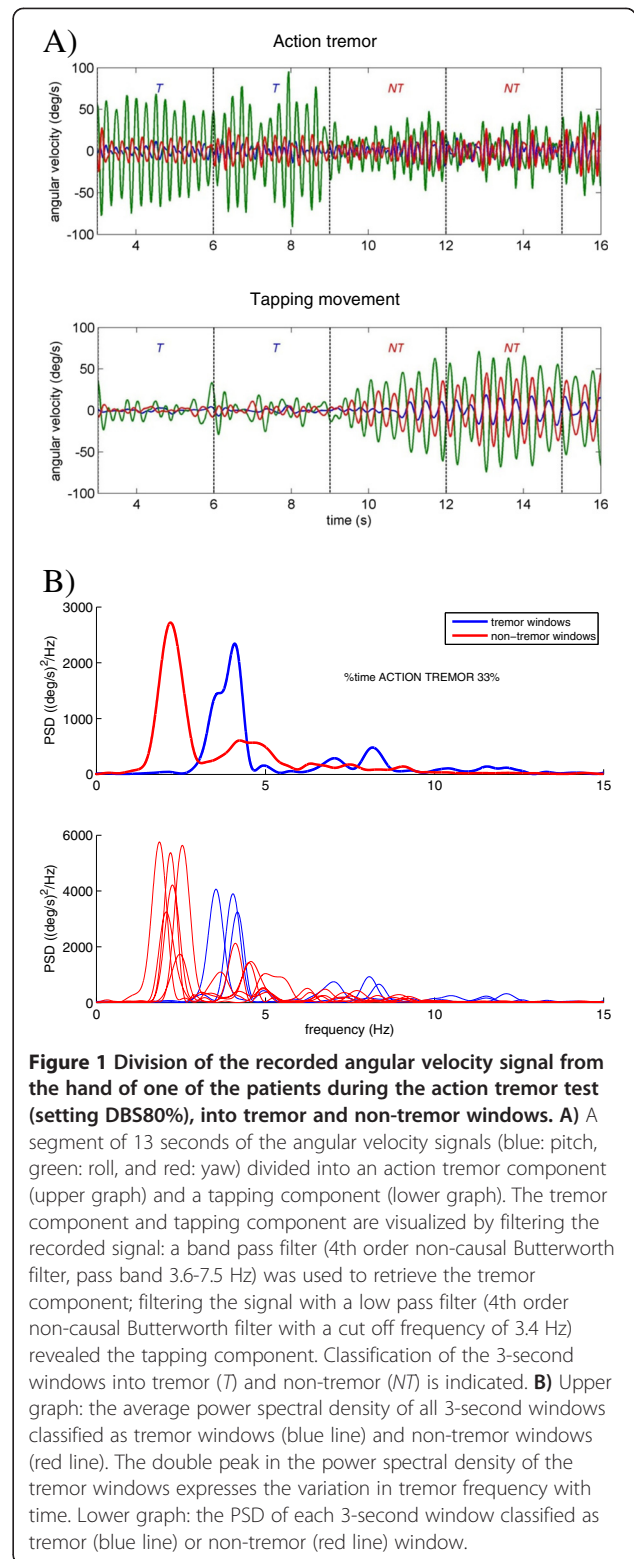 A)
Action tremor
angular velocity (deg/s)
100
50
0
-50
-100
T
T
NT
NT
4
6
8
10
12
14
16
Tapping movement
angular velocity (deg/s)
100
50
0
-50
-100
T
T
NT
NT
4
6
8
10
12
14
16
time (s)
B)
PSD ((deg/s)²/Hz)
3000
2000
1000
0
tremor windows
non-tremor windows
%time ACTION TREMOR 33%
0
5
10
15
PSD ((deg/s)²/Hz)
6000
4000
2000
0
0
5
10
15
frequency (Hz)
Figure 1 Division of the recorded angular velocity signal from
the hand of one of the patients during the action tremor test
(setting DBS80%), into tremor and non-tremor windows. A) A
segment of 13 seconds of the angular velocity signals (blue: pitch,
green: roll, and red: yaw) divided into an action tremor component
(upper graph) and a tapping component (lower graph). The tremor
component and tapping component are visualized by filtering the
recorded signal: a band pass filter (4th order non-causal Butterworth
filter, pass band 3.6-7.5 Hz) was used to retrieve the tremor
component; filtering the signal with a low pass filter (4th order
non-causal Butterworth filter with a cut off frequency of 3.4 Hz)
revealed the tapping component. Classification of the 3-second
windows into tremor (T) and non-tremor (NT) is indicated. B) Upper
graph: the average power spectral density of all 3-second windows
classified as tremor windows (blue line) and non-tremor windows
(red line). The double peak in the power spectral density of the
tremor windows expresses the variation in tremor frequency with
time. Lower graph: the PSD of each 3-second window classified as
tremor (blue line) or non-tremor (red line) window.